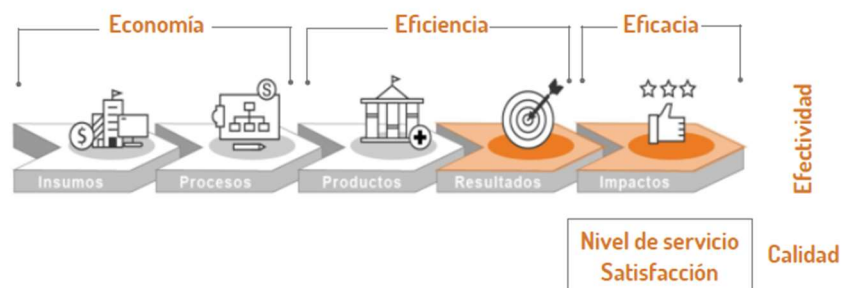 Economía
Eficiencia
Eficacia
$
$
Insumos
Procesos
Productos
Resultados
Impactos
Efectividad
Nivel de servicio
Satisfacción
Calidad